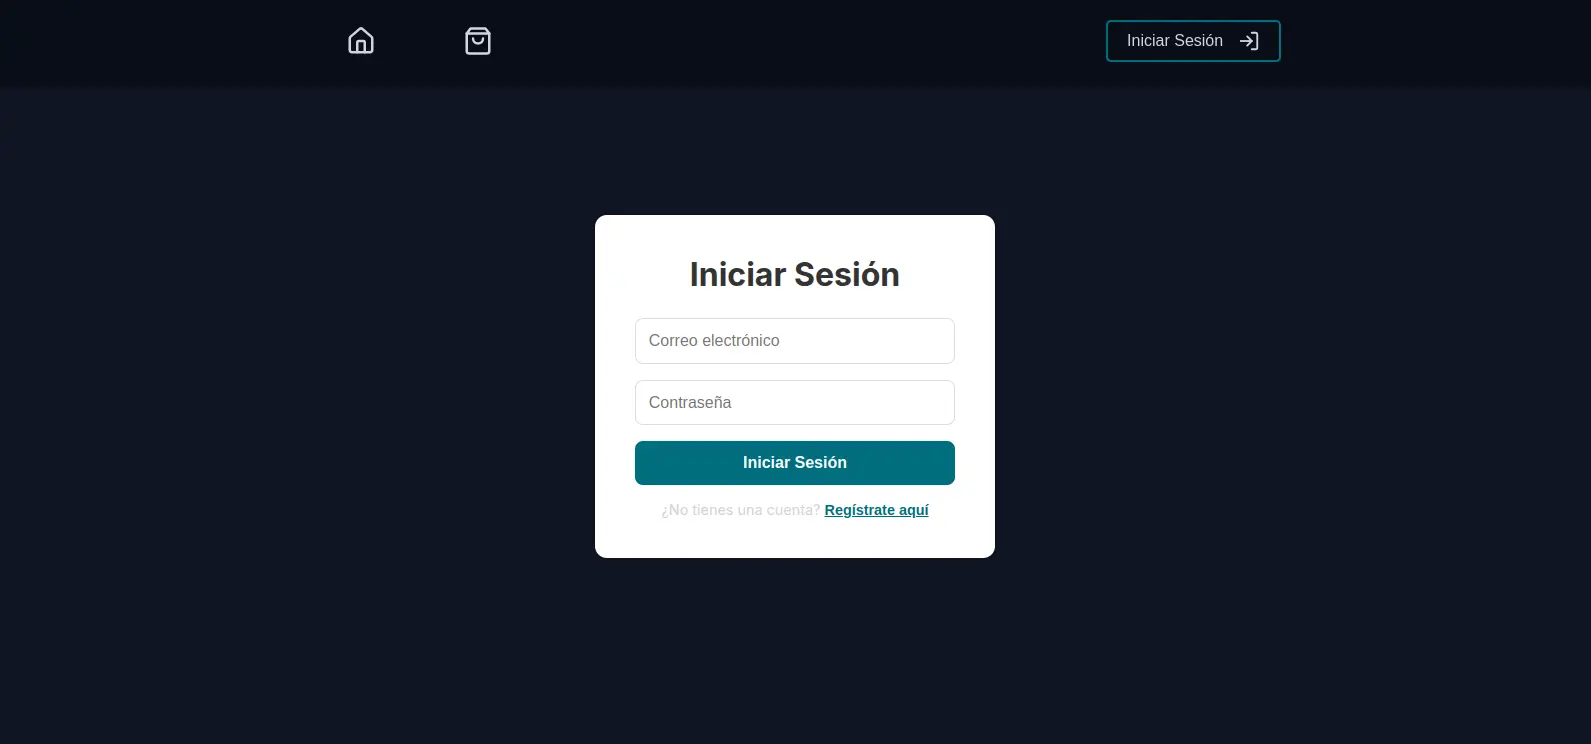 Iniciar Sesión
Iniciar Sesión
Correo electrónico
Contraseña
Iniciar Sesión
¿No tienes una cuenta? Regístrate aquí